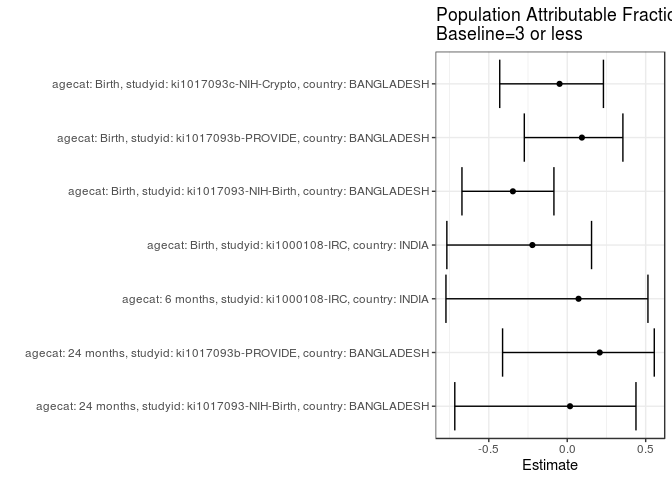 Population Attributable Fractio
Baseline=3 or less
agecat: Birth, studyid: ki1017093c-NIH-Crypto, country: BANGLADESH
agecat: Birth, studyid: ki1017093b-PROVIDE, country: BANGLADESH
agecat: Birth, studyid: ki1017093-NIH-Birth, country: BANGLADESH
agecat: Birth, studyid: ki1000108-IRC, country: INDIA
agecat: 6 months, studyid: ki1000108-IRC, country: INDIA
agecat: 24 months, studyid: ki1017093b-PROVIDE, country: BANGLADESH
agecat: 24 months, studyid: ki1017093-NIH-Birth, country: BANGLADESH
-0.5 0.0 0.5
Estimate